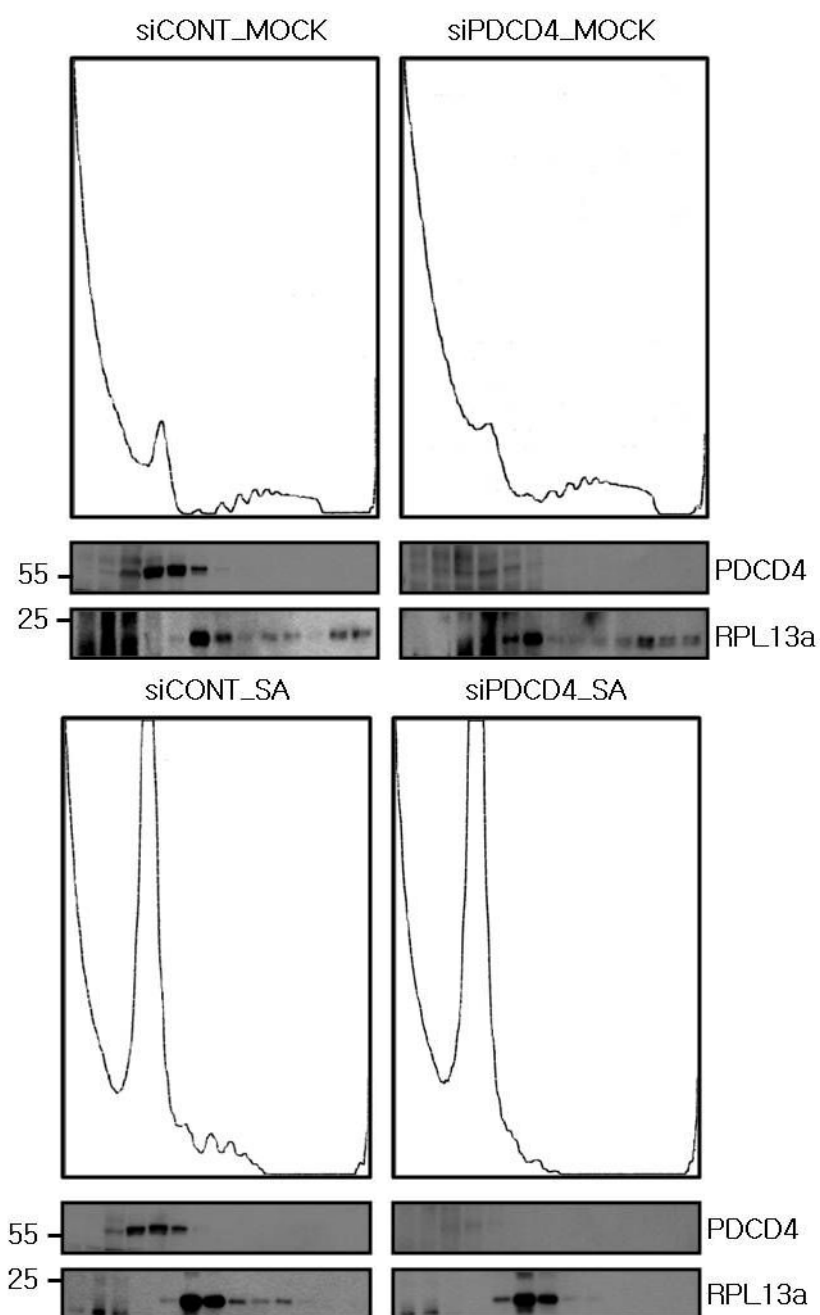 siCONT_MOCK
siPDCD4_MOCK
55
PDCD4
25
RPL13a
siCONT_SA
siPDCD4_SA
55
PDCD4
25
RPL13a